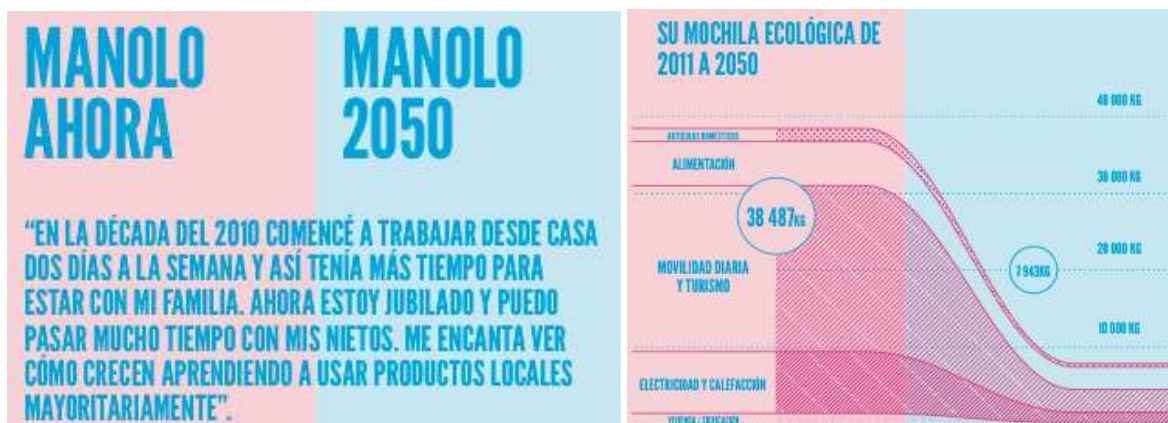 MANOLO
AHORA
MANOLO
2050
“EN LA DÉCADA DEL 2010 COMENCÉ A TRABAJAR DESDE CASA
DOS DÍAS A LA SEMANA Y ASÍ TENÍA MÁS TIEMPO PARA
ESTAR CON MI FAMILIA. AHORA ESTOY JUBILADO Y PUEDO
PASAR MUCHO TIEMPO CON MIS NIETOS. ME ENCANTA VER
CÓMO CRECEN APRENDIENDO A USAR PRODUCTOS LOCALES
MAYORITARIAMENTE”.
SU MOCHILA ECOLÓGICA DE
2011 A 2050
40 000 KG
ARTÍCULOS DOMÉSTICOS
ALIMENTACIÓN
30 000 KG
38 487KG
20 000 KG
MOVILIDAD DIARIA
Y TURISMO
7 943KG
10 000 KG
ELECTRICIDAD Y CALEFACCIÓN
VIVIENDA /